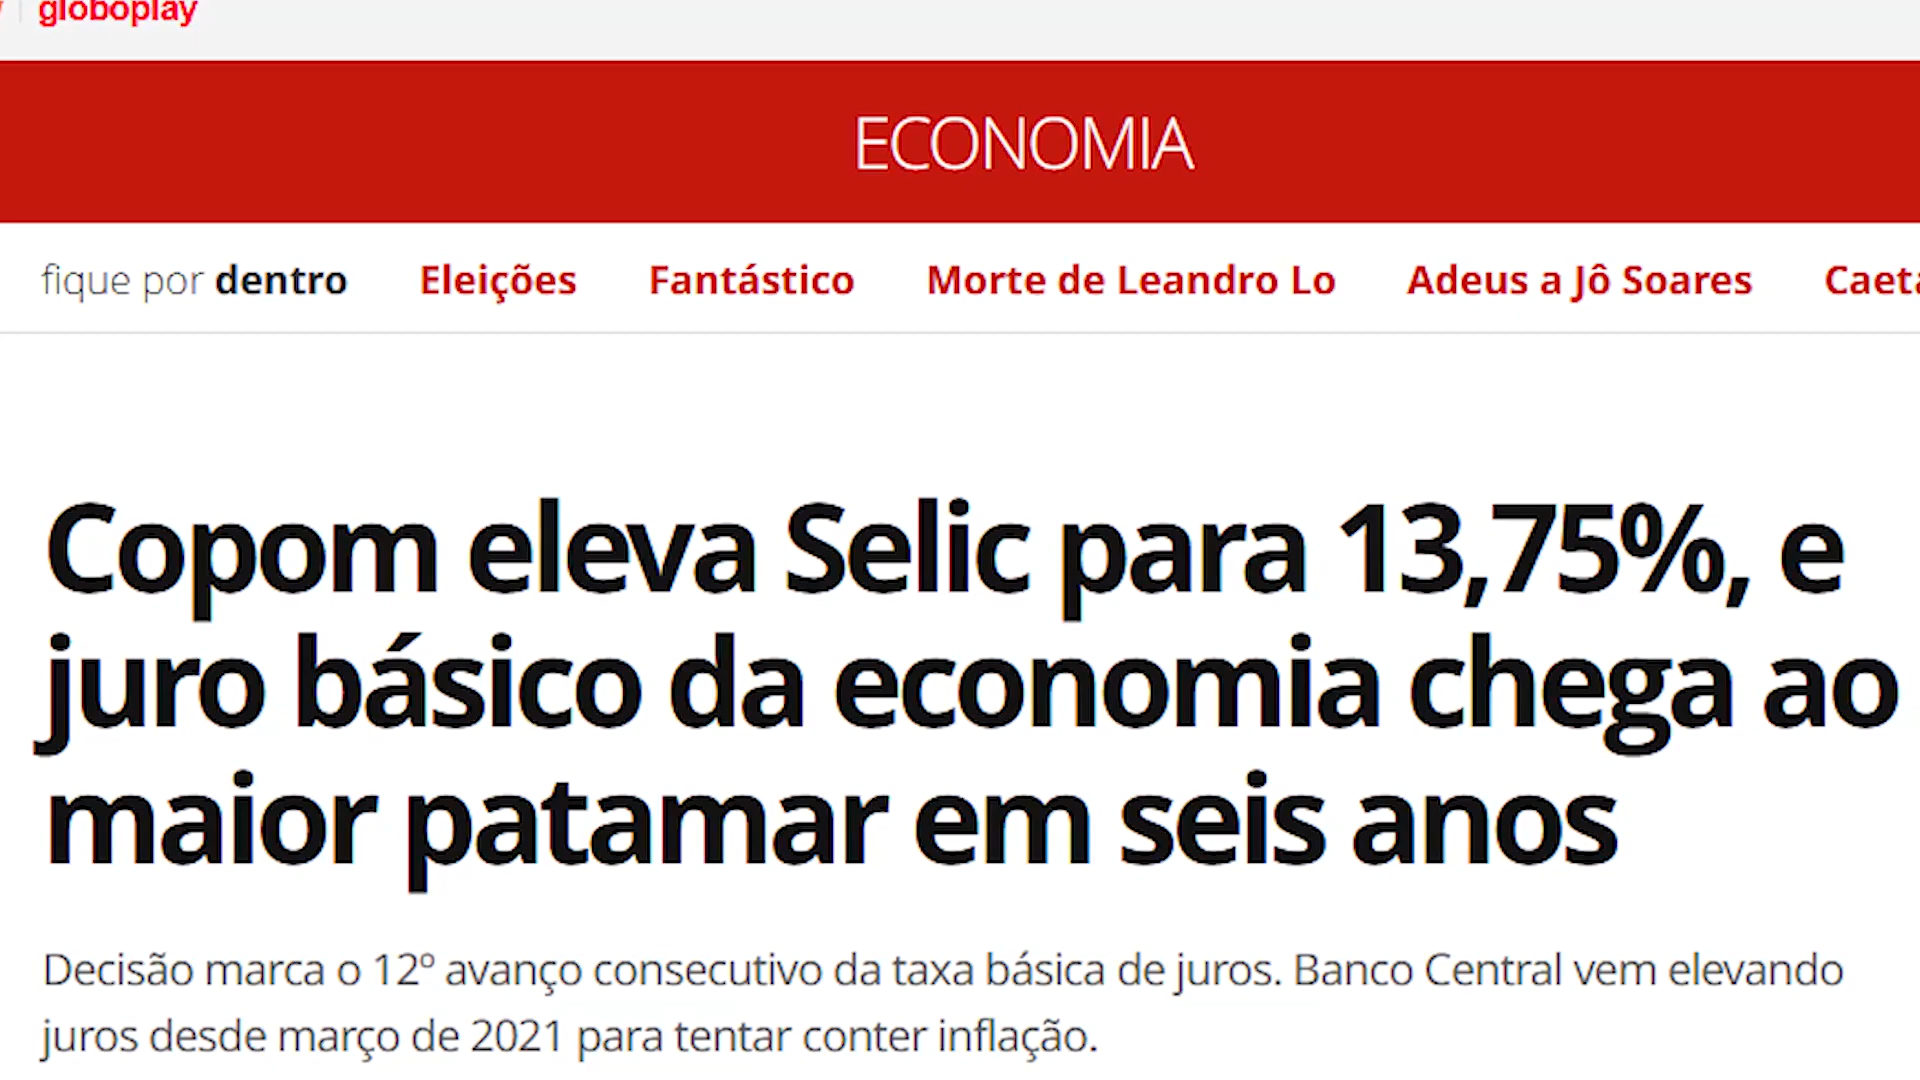 globoplay
ECONOMIA
fique por dentro Eleições Fantástico Morte de Leandro Lo Adeus a Jô Soares
Copom eleva Selic para 13,75%, e
juro básico da economia chega ao
maior patamar em seis anos
Decisão marca o 12º avanço consecutivo da taxa básica de juros. Banco Central vem elevando
juros desde março de 2021 para tentar conter inflação.